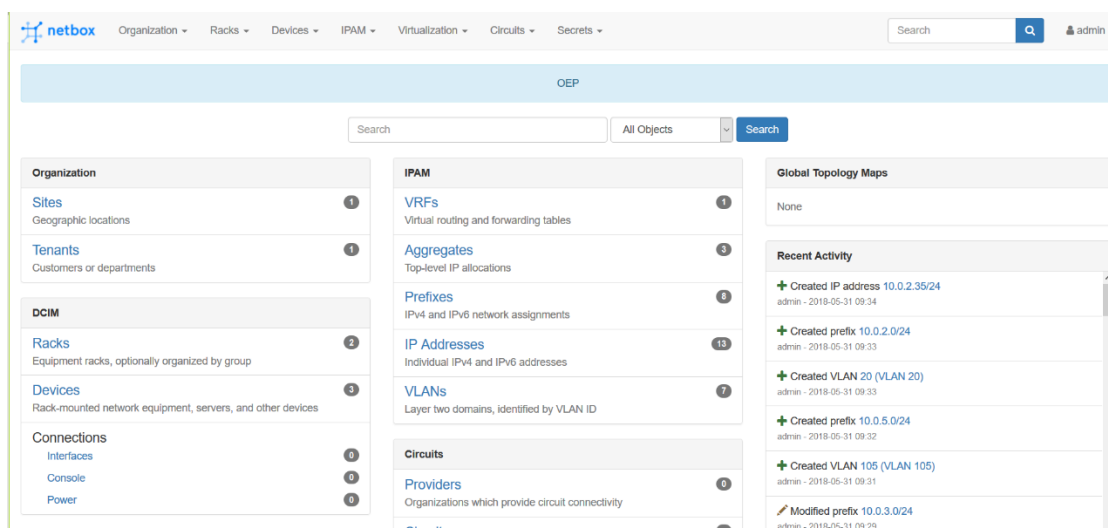 netbox Organization Racks Devices IPAM Virtualization Circuits Secrets Search admin
OEP
Search All Objects Search
Organization
Sites 1
Geographic locations
Tenants 1
Customers or departments
DCIM
Racks 2
Equipment racks, optionally organized by group
Devices 3
Rack-mounted network equipment, servers, and other devices
Connections
Interfaces 0
Console 0
Power 0
IPAM
VRFs 1
Virtual routing and forwarding tables
Aggregates 3
Top-level IP allocations
Prefixes 8
IPv4 and IPv6 network assignments
IP Addresses 13
Individual IPv4 and IPv6 addresses
VLANs 7
Layer two domains, identified by VLAN ID
Circuits
Providers 0
Organizations which provide circuit connectivity
Global Topology Maps
None
Recent Activity
Created IP address 10.0.2.35/24
admin - 2018-05-31 09:34
Created prefix 10.0.2.0/24
admin - 2018-05-31 09:33
Created VLAN 20 (VLAN 20)
admin - 2018-05-31 09:33
Created prefix 10.0.5.0/24
admin - 2018-05-31 09:32
Created VLAN 105 (VLAN 105)
admin - 2018-05-31 09:31
Modified prefix 10.0.3.0/24
admin - 2018-05-31 09:29